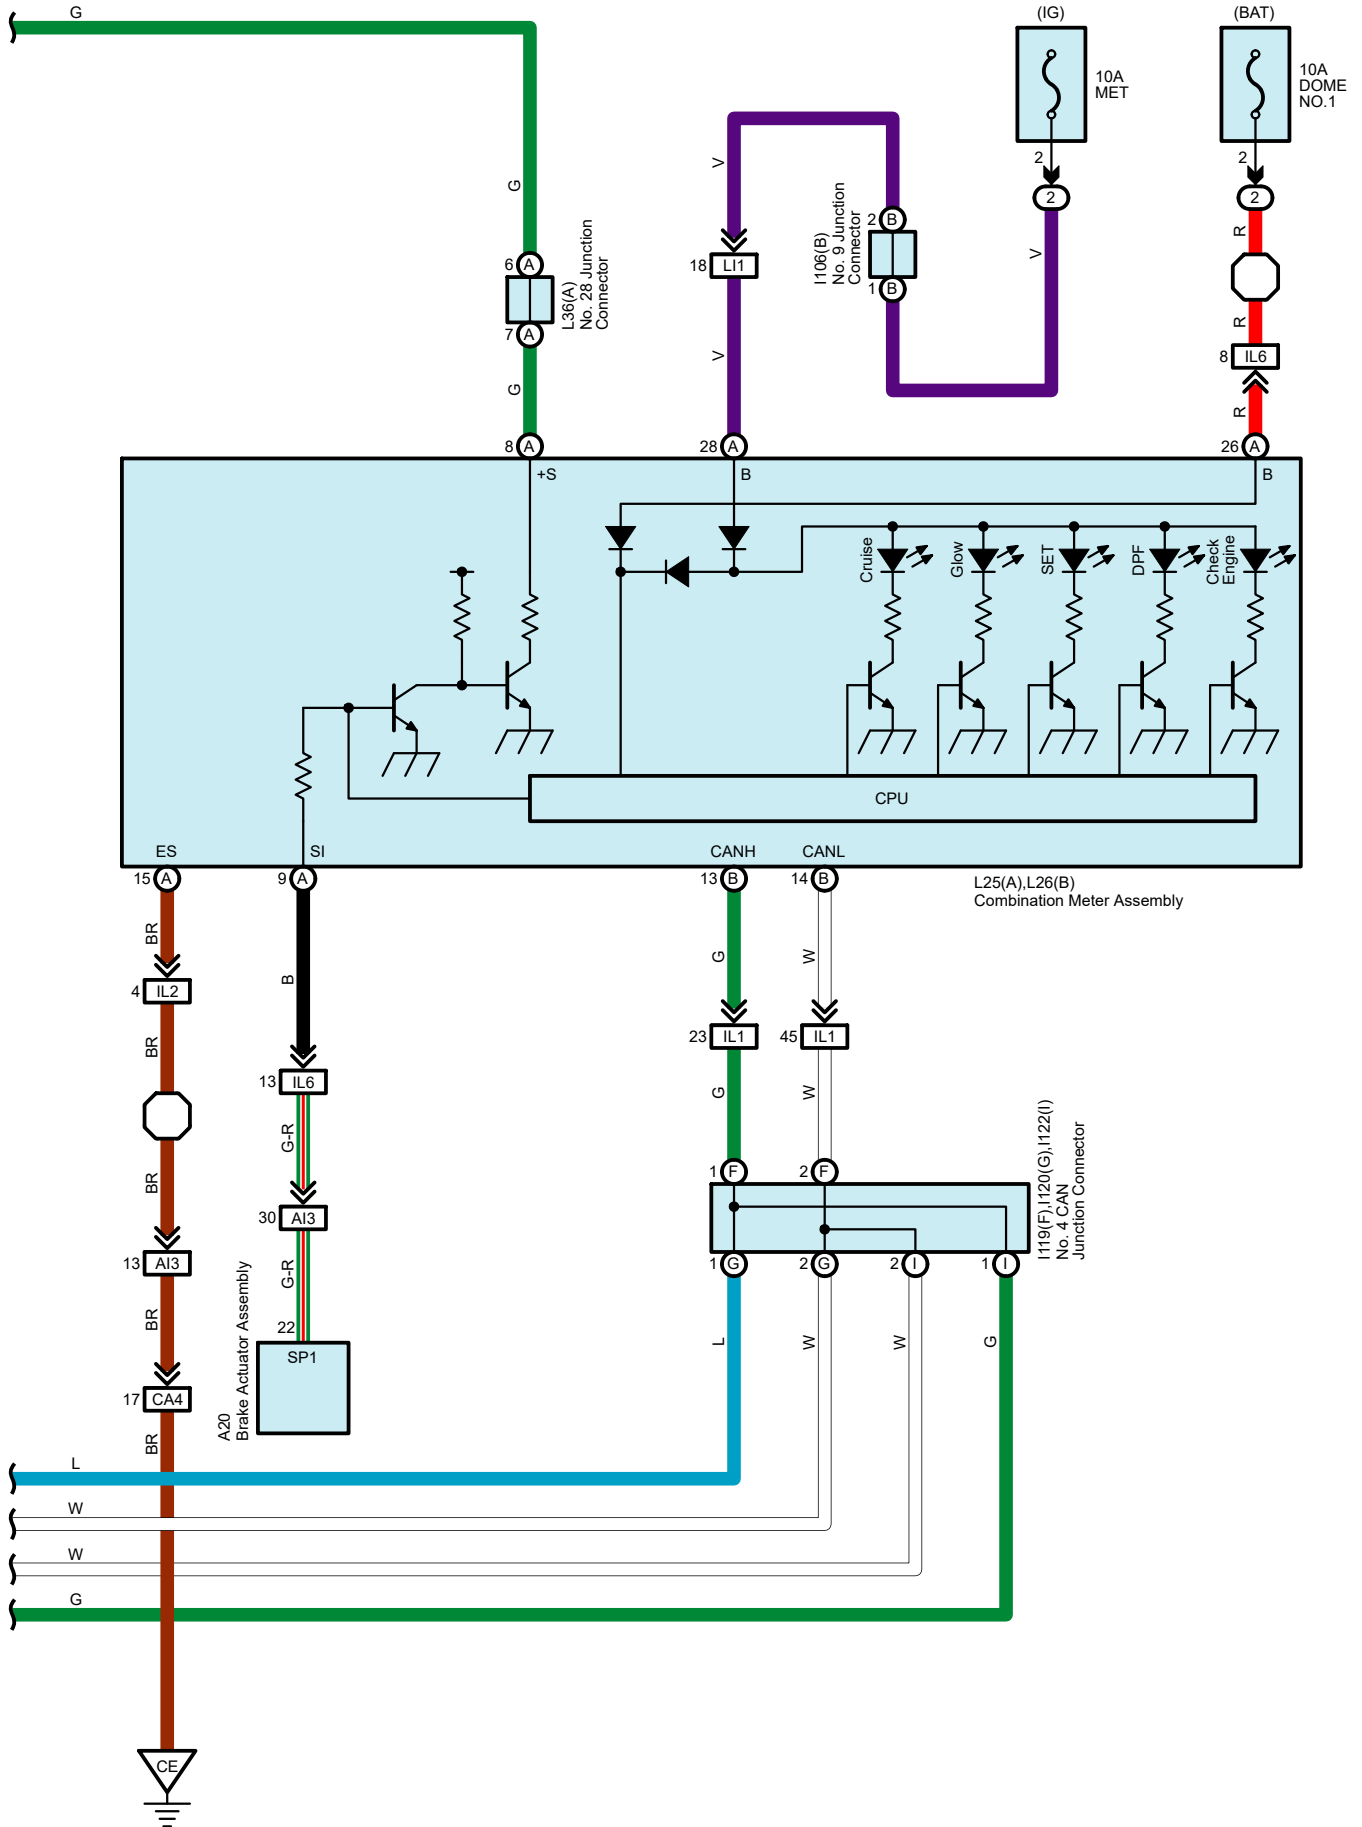 G
(IG)
(BAT)
10A
MET
10A
DOME
NO.1
2
2
2
2
V
G
2 B
I106(B)
No. 9 Junction
Connector
1 B
V
R
6 A
L36(A)
No. 28 Junction
Connector
7 A
18 LI1
R
8 IL6
V
G
R
8 A
28 A
26 A
+S
B
B
Cruise
Glow
SET
DPF
Check
Engine
CPU
ES
SI
CANH
CANL
15 A
9 A
13 B
14 B
L25(A),L26(B)
Combination Meter Assembly
BR
B
G
W
4 IL2
23 IL1
45 IL1
BR
13 IL6
G
W
G-R
1 F
2 F
I119(F),I120(G),I122(I)
No. 4 CAN
Junction Connector
BR
30 AI3
13 AI3
G-R
1 G
2 G
2 I
1 I
BR
22
SP1
A20
Brake Actuator Assembly
L
W
W
G
17 CA4
BR
L
W
W
G
CE